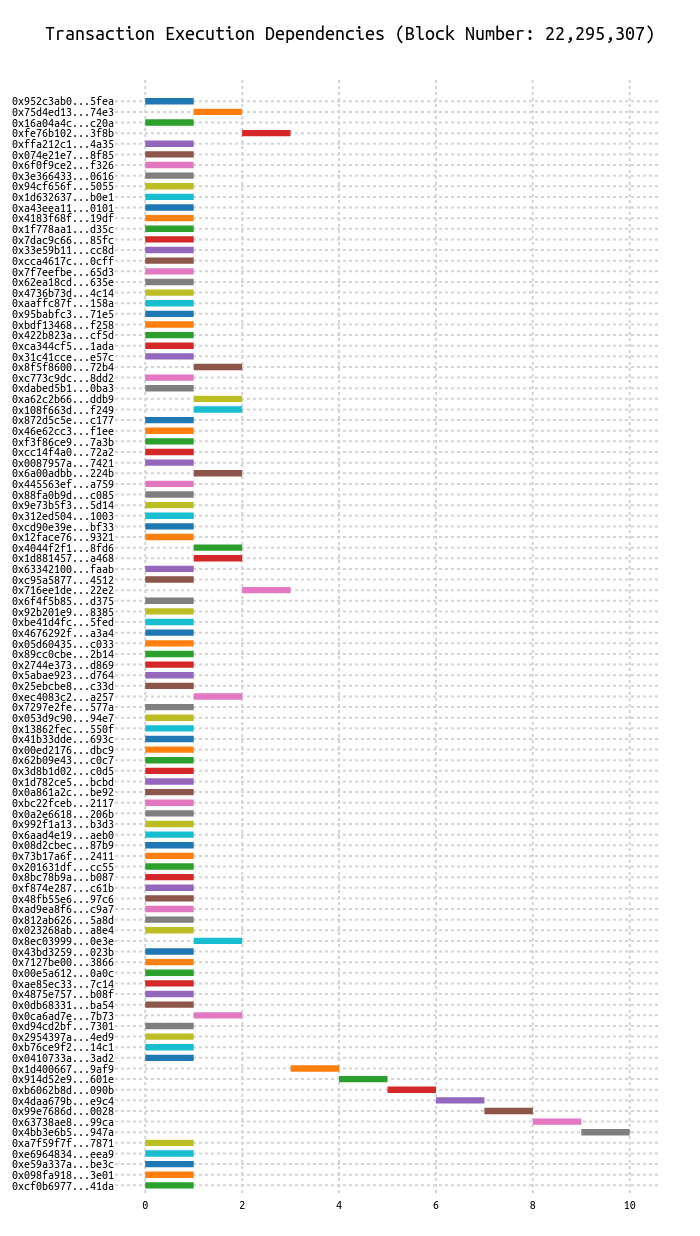 Transaction Execution Dependencies (Block Number: 22,295,307)
0x952c3ab0...5fea
0x75d4ed13...74e3
0x16a04a4c...c20a
0xfe76b102...3f8b
0xffa212c1...4a35
0x074e21e7...8f85
0x6f0f9ce2...f326
0x3e366433...0616
0x94cf656f...5055
0x1d632637...b0e1
0xa43eea11...0101
0x4183f68f...19df
0x1f778aa1...d35c
0x7dac9c66...85fc
0x33e59b11...cc8d
0xcca4617c...0cff
0x7f7eefbe...65d3
0x62ea18cd...635e
0x4736b73d...4c14
0xaaffc87f...158a
0x95babfc3...71e5
0xbdf13468...f258
0x422b823a...cf5d
0xca344cf5...1ada
0x31c41cce...e57c
0x8f5f8600...72b4
0xc773c9dc...8dd2
0xdabed5b1...0ba3
0xa62c2b66...ddb9
0x108f663d...f249
0x872d5c5e...c177
0x46e62cc3...f1ee
0xf3f86ce9...7a3b
0xcc14f4a0...72a2
0x0087957a...7421
0x6a00adbb...224b
0x445563ef...a759
0x88fa0b9d...c085
0x9e73b5f3...5d14
0x312ed504...1003
0xcd90e39e...bf33
0x12face76...9321
0x4044f2f1...8fd6
0x1d881457...a468
0x63342100...faab
0xc95a5877...4512
0x716ee1de...22e2
0x6f4f5b85...d375
0x92b201e9...8385
0xbe41d4fc...5fed
0x4676292f...a3a4
0x05d60435...c033
0x89cc0cbe...2b14
0x2744e373...d869
0x5abae923...d764
0x25ebcbe8...c33d
0xec4083c2...a257
0x7297e2fe...577a
0x053d9c90...94e7
0x13862fec...550f
0x41b33dde...693c
0x00ed2176...dbc9
0x62b09e43...c0c7
0x3d8b1d02...c0d5
0x1d782ce5...bcbd
0x0a861a2c...be92
0xbc22fceb...2117
0x0a2e6618...206b
0x992f1a13...b3d3
0x6aad4e19...aeb0
0x08d2cbec...87b9
0x73b17a6f...2411
0x201631df...cc55
0x8bc78b9a...b087
0xf874e287...c61b
0x48fb55e6...97c6
0xad9ea8f6...c9a7
0x812ab626...5a8d
0x023268ab...a8e4
0x8ec03999...0e3e
0x43bd3259...023b
0x7127be00...3866
0x00e5a612...0a0c
0xae85ec33...7c14
0x4875e757...b08f
0x0db68331...ba54
0x0ca6ad7e...7b73
0xd94cd2bf...7301
0x2954397a...4ed9
0xb76ce9f2...14c1
0x0410733a...3ad2
0x1d400667...9af9
0x914d52e9...601e
0xb6062b8d...090b
0x4daa679b...e9c4
0x99e7686d...0028
0x63738ae8...99ca
0x4bb3e6b5...947a
0xa7f59f7f...7871
0xe6964834...eea9
0xe59a337a...be3c
0x098fa918...3e01
0xcf0b6977...41da
0 2 4 6 8 10